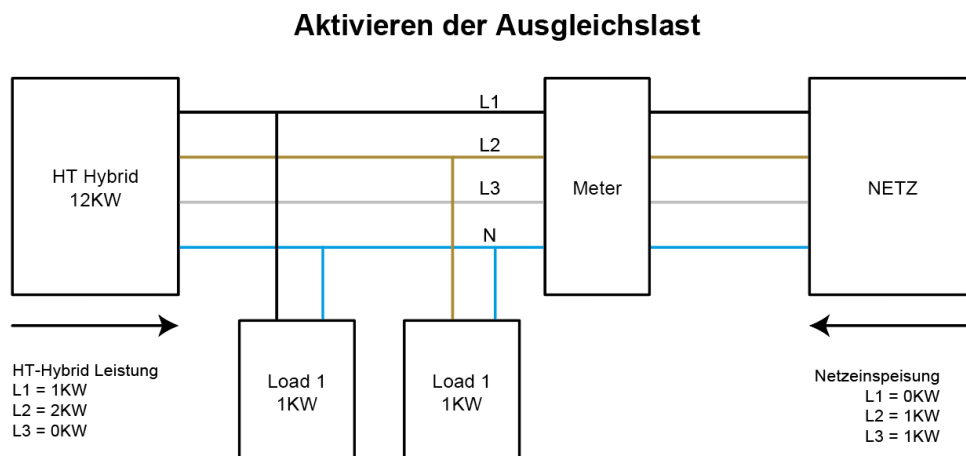 Aktivieren der Ausgleichslast
L1
L2
HT Hybrid
12KW
L3
Meter
NETZ
N
HT-Hybrid Leistung
L1 = 1KW
L2 = 2KW
L3 = 0KW
Load 1
1KW
Load 1
1KW
Netzeinspeisung
L1 = 0KW
L2 = 1KW
L3 = 1KW